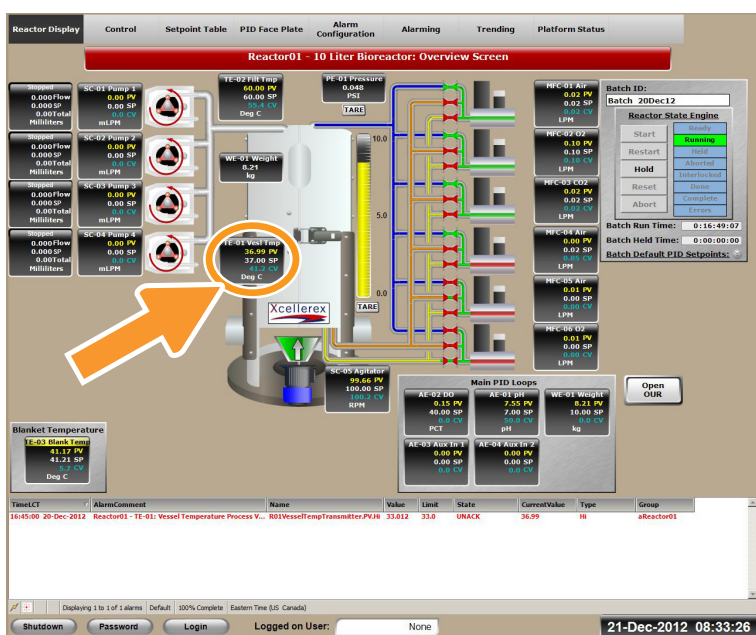 Reactor Display
Control
Setpoint Table
PID Face Plate
Alarm
Configuration
Alarming
Trending
Platform Status
Reactor01 - 10 Liter Bioreactor: Overview Screen
Stopped
0.000 Flow
0.000 SP
0.00 Total
Milliliters
SC-01 Pump 1
0.00 PV
0.00 SP
0.0 CV
mLPM
Stopped
0.000 Flow
0.000 SP
0.00 Total
Milliliters
SC-02 Pump 2
0.00 PV
0.00 SP
0.0 CV
mLPM
Stopped
0.000 Flow
0.000 SP
0.00 Total
Milliliters
SC-03 Pump 3
0.00 PV
0.00 SP
0.0 CV
mLPM
Stopped
0.000 Flow
0.000 SP
0.00 Total
Milliliters
SC-04 Pump 4
0.00 PV
0.00 SP
0.0 CV
mLPM
TE-02 Filt Tmp
60.00 PV
60.00 SP
55.4 CV
Deg C
PE-01 Pressure
0.048
PSI
TARE
WE-01 Weight
8.21
kg
10.0
5.0
0.0
TARE
TE-01 Vesl Tmp
36.99 PV
37.00 SP
41.2 CV
Deg C
Xcellerex
SC-05 Agitator
99.66 PV
100.00 SP
100.2 CV
RPM
MFC-01 Air
0.02 PV
0.02 SP
0.02 CV
LPM
MFC-02 O2
0.10 PV
0.10 SP
0.10 CV
LPM
MFC-03 CO2
0.02 PV
0.02 SP
0.02 CV
LPM
MFC-04 Air
0.00 PV
0.02 SP
0.05 CV
LPM
MFC-05 Air
0.01 PV
0.00 SP
0.00 CV
LPM
MFC-06 O2
0.01 PV
0.00 SP
0.00 CV
LPM
Batch ID:
Batch 20Dec12
Reactor State Engine
Start
Restart
Hold
Reset
Abort
Ready
Running
Held
Aborted
Interlocked
Done
Complete
Errors
Batch Run Time: 0:16:49:07
Batch Held Time: 0:00:00:00
Batch Default PID Setpoints:
Main PID Loops
AE-02 DO
0.15 PV
40.00 SP
0.0 CV
PCT
AE-01 pH
7.55 PV
7.00 SP
50.0 CV
pH
WE-01 Weight
8.21 PV
10.00 SP
0.0 CV
kg
AE-03 Aux In 1
0.00 PV
0.00 SP
0.0 CV
AE-04 Aux In 2
0.00 PV
0.00 SP
0.0 CV
Open
OUR
Blanket Temperature
TE-03 Blank Temp
41.17 PV
41.21 SP
5.2 CV
Deg C
TimeLCT AlarmComment Name Value Limit State CurrentValue Type Group
16:45:00 20-Dec-2012 Reactor01 - TE-01: Vessel Temperature Process V... R01VesselTempTransmitter.PV.Hi 33.012 33.0 UNACK 36.99 Hi aReactor01
Displaying 1 to 1 of 1 alarms Default 100% Complete Eastern Time (US Canada)
Shutdown
Password
Login
Logged on User: None
21-Dec-2012 08:33:26